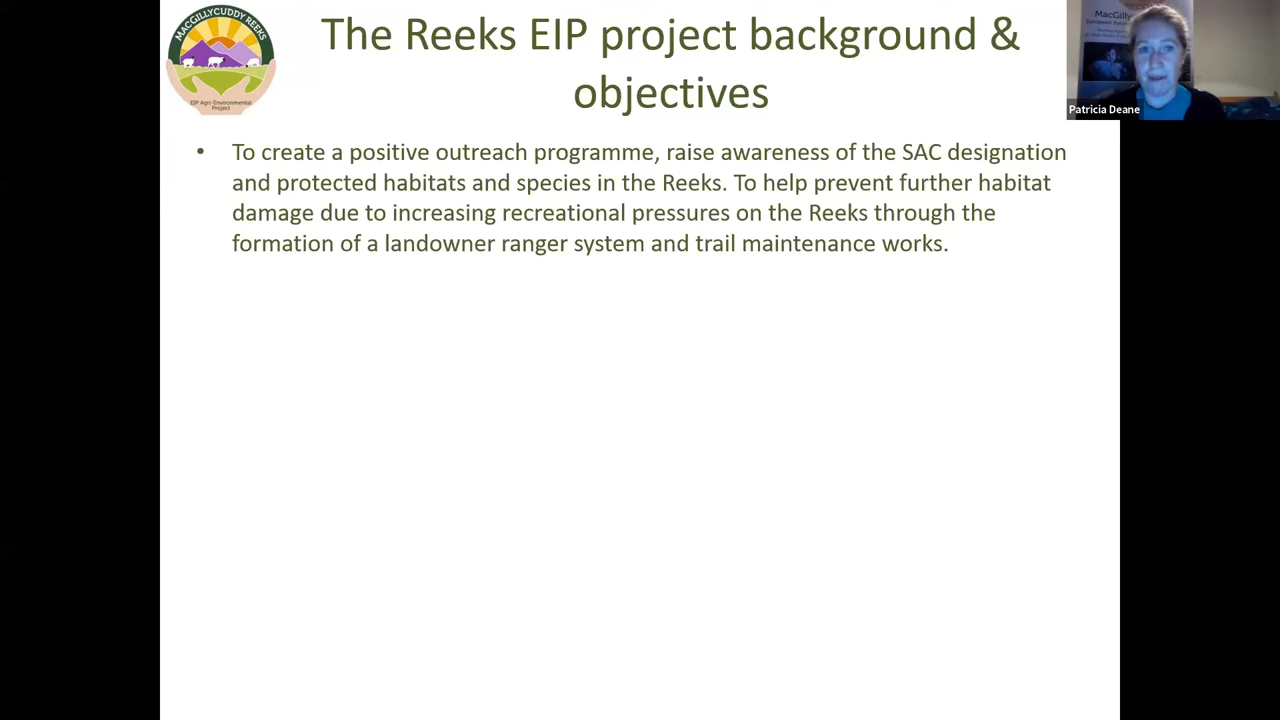 MACGILLYCUDDY REEKS
EIP Agri-Environmental
Project
The Reeks EIP project background &
objectives
MacGilly
Patricia Deane
• To create a positive outreach programme, raise awareness of the SAC designation
and protected habitats and species in the Reeks. To help prevent further habitat
damage due to increasing recreational pressures on the Reeks through the
formation of a landowner ranger system and trail maintenance works.